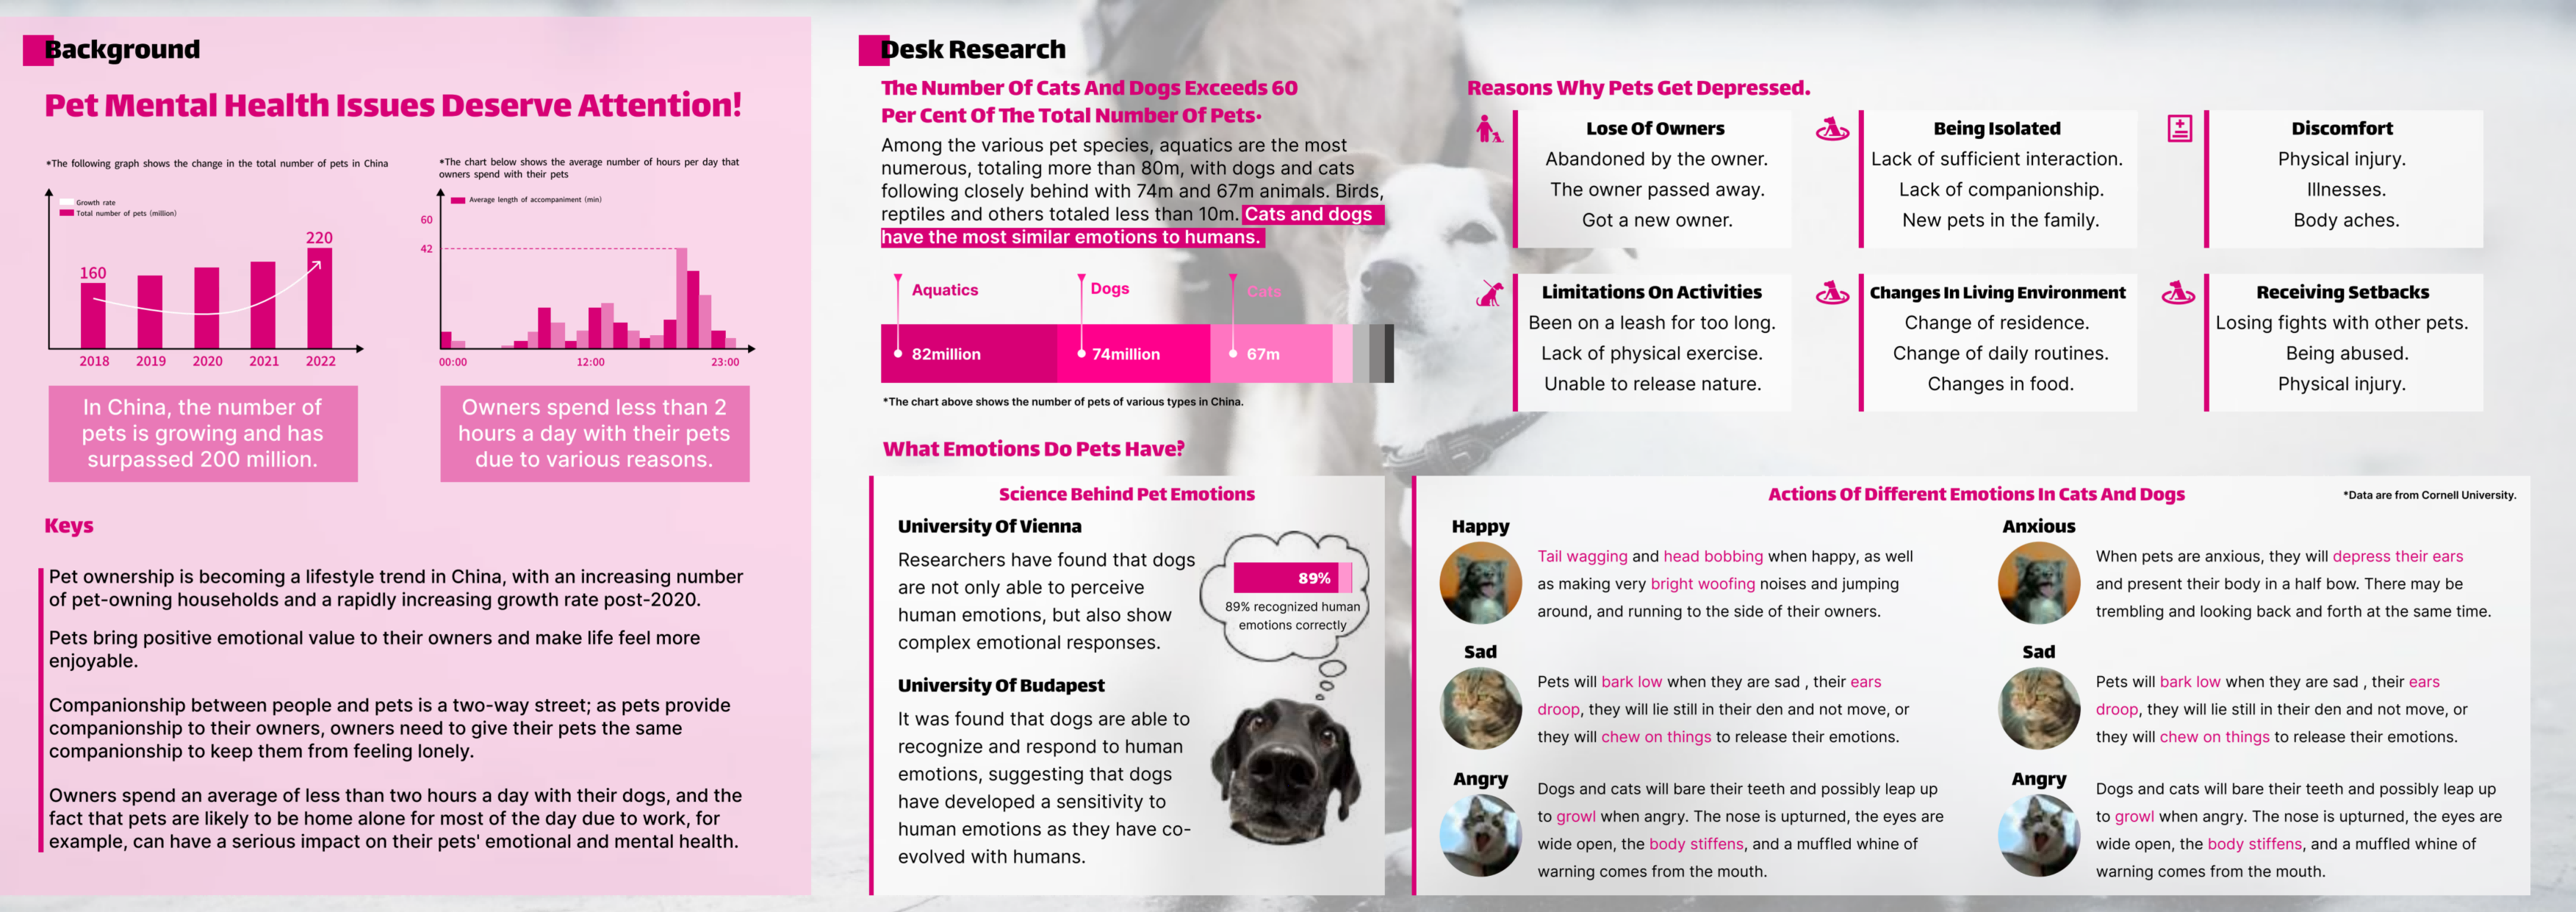 Background
Pet Mental Health Issues Deserve Attention!
*The following graph shows the change in the total number of pets in China
Growth rate
Total number of pets (million)
160
220
2018 2019 2020 2021 2022
In China, the number of
pets is growing and has
surpassed 200 million.
*The chart below shows the average number of hours per day that
owners spend with their pets
Average length of accompaniment (min)
60
42
00:00 12:00 23:00
Owners spend less than 2
hours a day with their pets
due to various reasons.
Keys
Pet ownership is becoming a lifestyle trend in China, with an increasing number
of pet-owning households and a rapidly increasing growth rate post-2020.
Pets bring positive emotional value to their owners and make life feel more
enjoyable.
Companionship between people and pets is a two-way street; as pets provide
companionship to their owners, owners need to give their pets the same
companionship to keep them from feeling lonely.
Owners spend an average of less than two hours a day with their dogs, and the
fact that pets are likely to be home alone for most of the day due to work, for
example, can have a serious impact on their pets' emotional and mental health.
Desk Research
The Number Of Cats And Dogs Exceeds 60
Per Cent Of The Total Number Of Pets·
Among the various pet species, aquatics are the most
numerous, totaling more than 80m, with dogs and cats
following closely behind with 74m and 67m animals. Birds,
reptiles and others totaled less than 10m. Cats and dogs
have the most similar emotions to humans.
Aquatics
Dogs
Cats
82million
74million
67m
*The chart above shows the number of pets of various types in China.
Reasons Why Pets Get Depressed.
Lose Of Owners
Abandoned by the owner.
The owner passed away.
Got a new owner.
Being Isolated
Lack of sufficient interaction.
Lack of companionship.
New pets in the family.
Discomfort
Physical injury.
Illnesses.
Body aches.
Limitations On Activities
Been on a leash for too long.
Lack of physical exercise.
Unable to release nature.
Changes In Living Environment
Change of residence.
Change of daily routines.
Changes in food.
Receiving Setbacks
Losing fights with other pets.
Being abused.
Physical injury.
What Emotions Do Pets Have?
Science Behind Pet Emotions
University Of Vienna
Researchers have found that dogs
are not only able to perceive
human emotions, but also show
complex emotional responses.
89%
89% recognized human
emotions correctly
University Of Budapest
It was found that dogs are able to
recognize and respond to human
emotions, suggesting that dogs
have developed a sensitivity to
human emotions as they have co-
evolved with humans.
Actions Of Different Emotions In Cats And Dogs
*Data are from Cornell University.
Happy
Tail wagging and head bobbing when happy, as well
as making very bright woofing noises and jumping
around, and running to the side of their owners.
Sad
Pets will bark low when they are sad , their ears
droop, they will lie still in their den and not move, or
they will chew on things to release their emotions.
Angry
Dogs and cats will bare their teeth and possibly leap up
to growl when angry. The nose is upturned, the eyes are
wide open, the body stiffens, and a muffled whine of
warning comes from the mouth.
Anxious
When pets are anxious, they will depress their ears
and present their body in a half bow. There may be
trembling and looking back and forth at the same time.
Sad
Pets will bark low when they are sad , their ears
droop, they will lie still in their den and not move, or
they will chew on things to release their emotions.
Angry
Dogs and cats will bare their teeth and possibly leap up
to growl when angry. The nose is upturned, the eyes are
wide open, the body stiffens, and a muffled whine of
warning comes from the mouth.